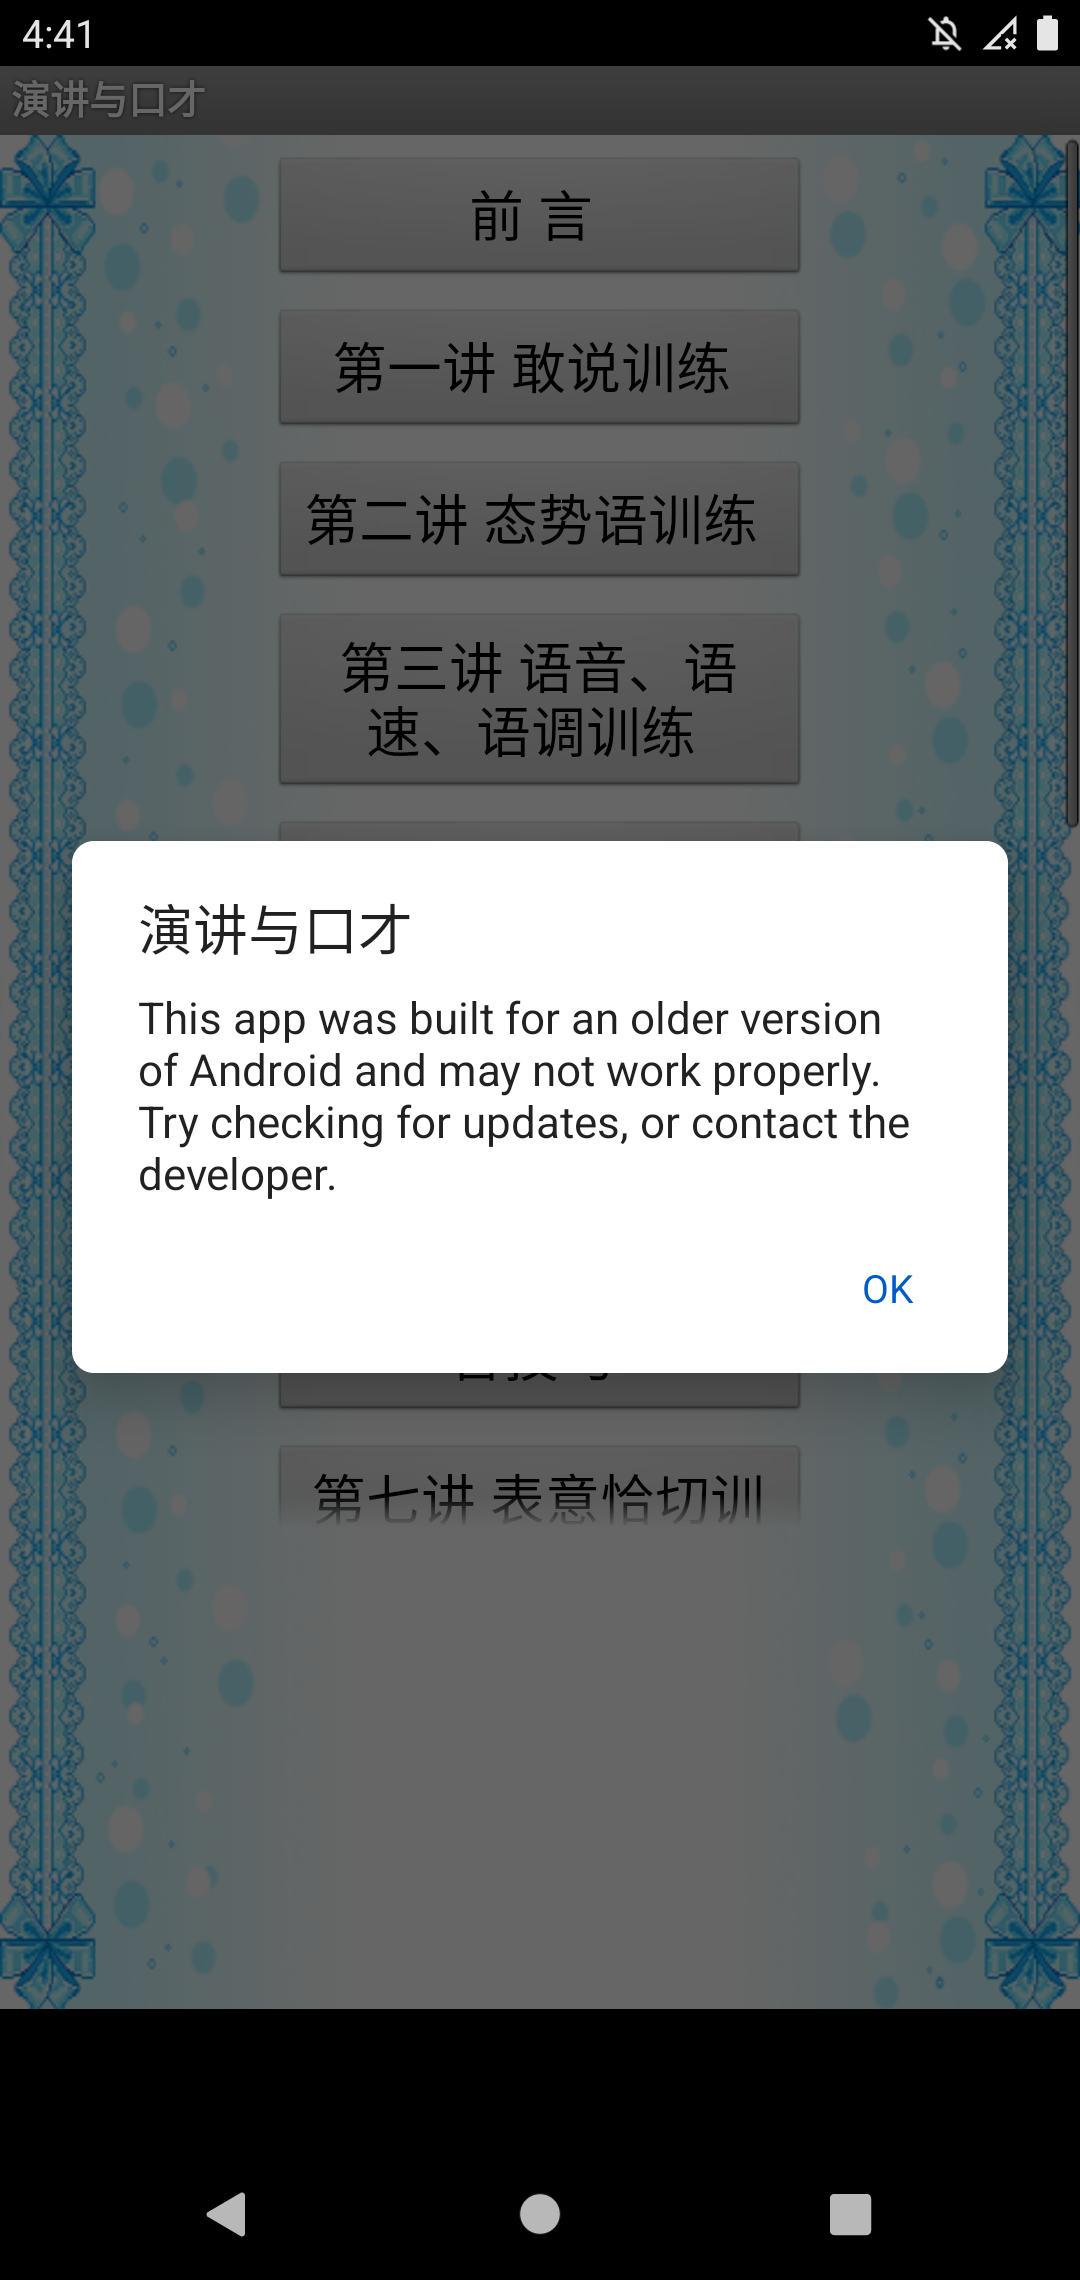 4:41
演讲与口才
前 言
第一讲 敢说训练
第二讲 态势语训练
第三讲 语音、语
速、语调训练
演讲与口才
This app was built for an older version
of Android and may not work properly.
Try checking for updates, or contact the
developer.
OK
第七讲 表意恰切训